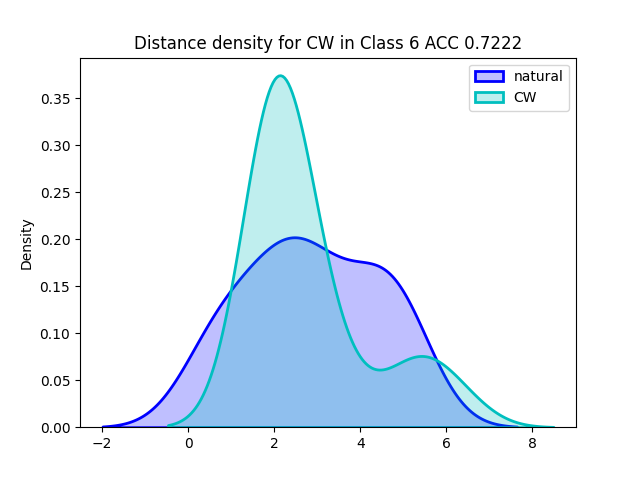 Distance density for CW in Class 6 ACC 0.7222
natural
CW
Density
0.35
0.30
0.25
0.20
0.15
0.10
0.05
0.00
−2 0 2 4 6 8